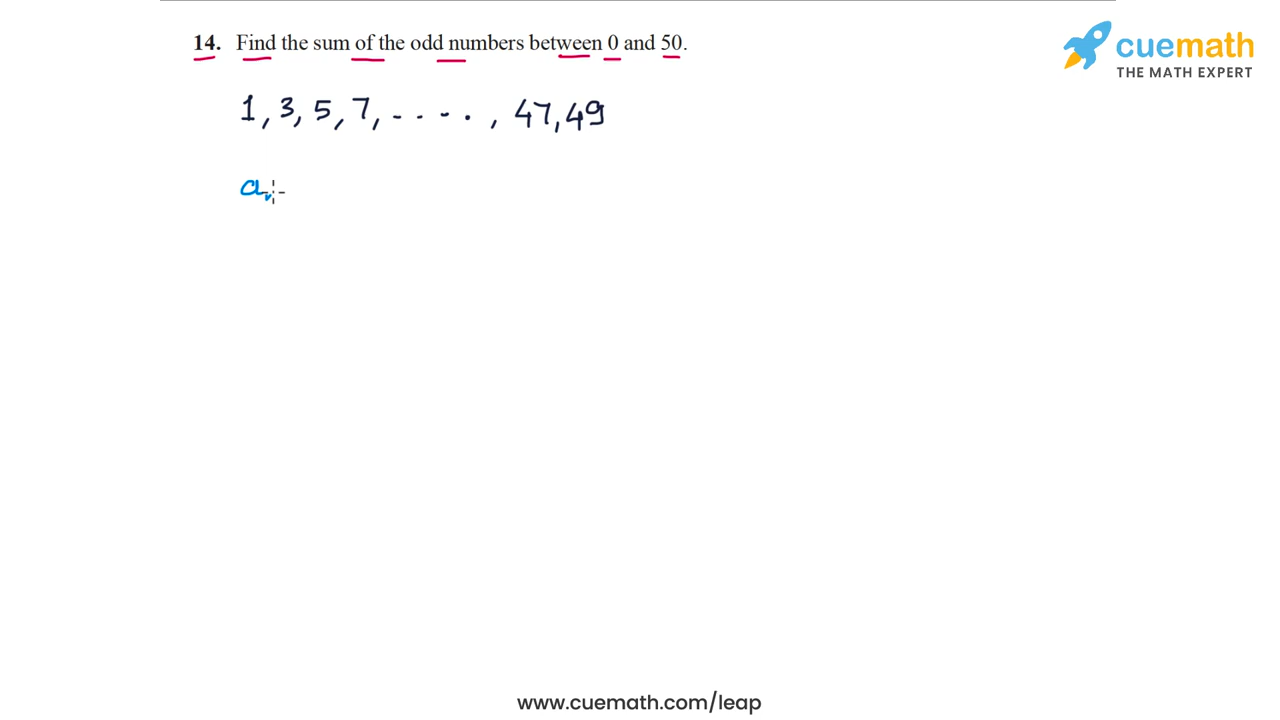 14. Find the sum of the odd numbers between 0 and 50.
cuemath
THE MATH EXPERT
1, 3, 5, 7, - - - ., 47, 49
www.cuemath.com/leap